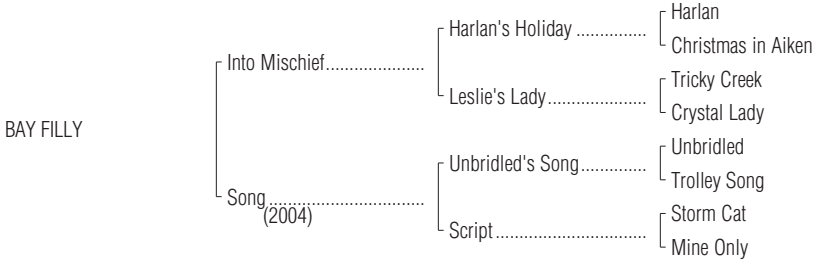 Harlan
Harlan's Holiday ...............
Christmas in Aiken
Into Mischief.....................
Tricky Creek
Leslie's Lady.....................
Crystal Lady
BAY FILLY
Unbridled
Unbridled's Song..............
Trolley Song
Song .................................
(2004)
Storm Cat
Script ................................
Mine Only